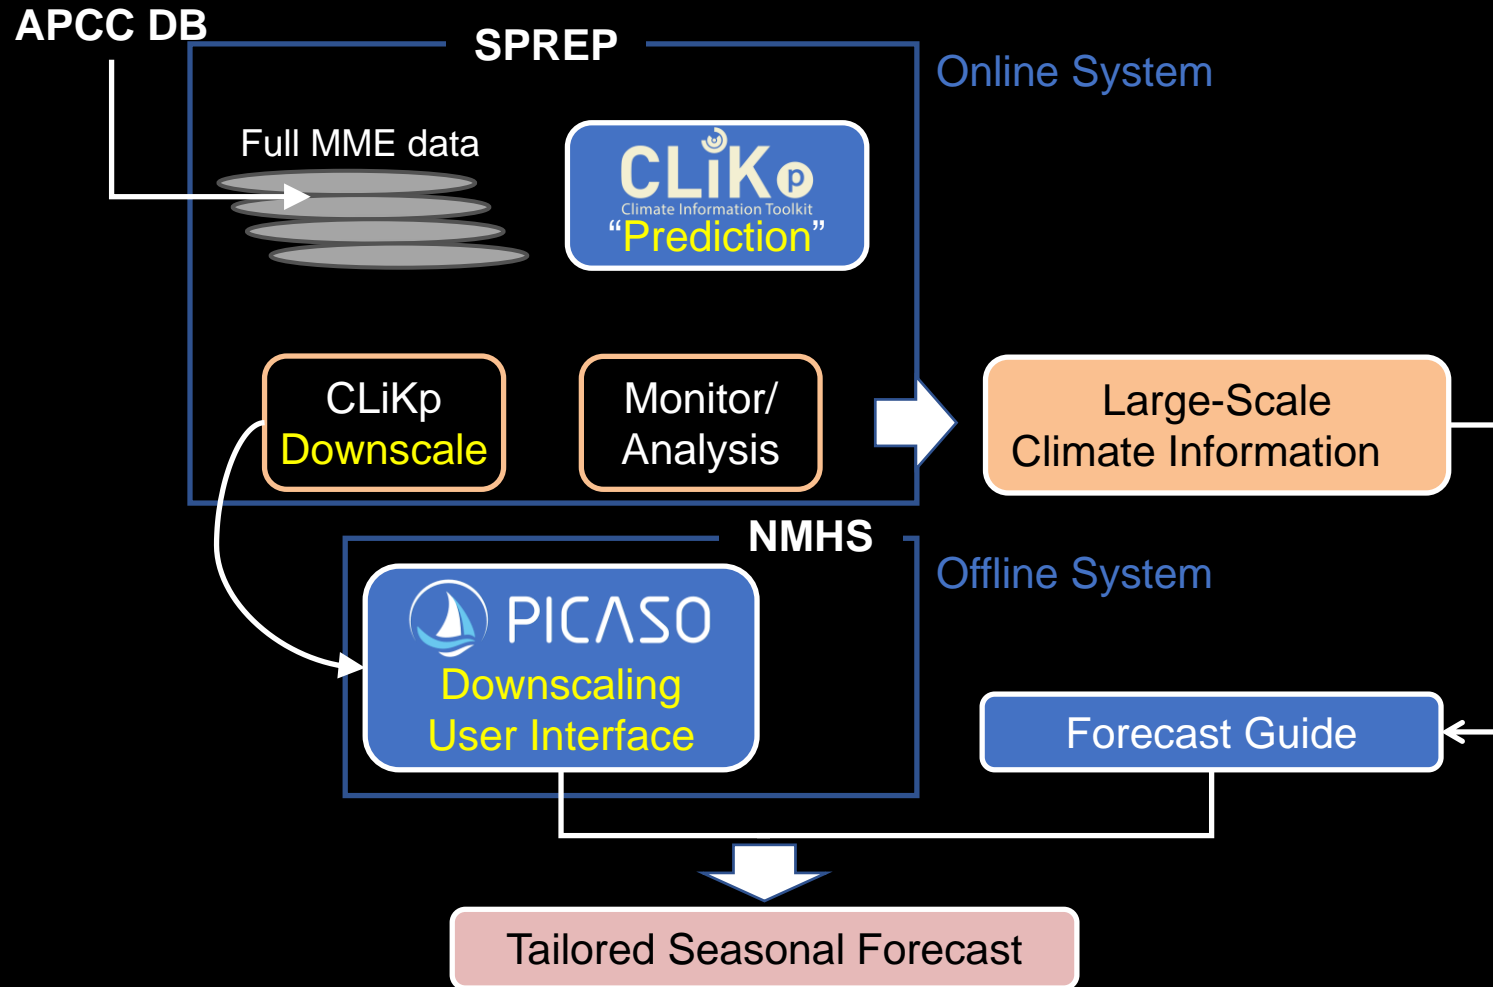 APCC DB
SPREP
Online System
Full MME data
CLiK p
Climate Information Toolkit
“Prediction”
CLiKp
Downscale
Monitor/
Analysis
Large-Scale
Climate Information
NMHS
Offline System
PICASO
Downscaling
User Interface
Forecast Guide
Tailored Seasonal Forecast